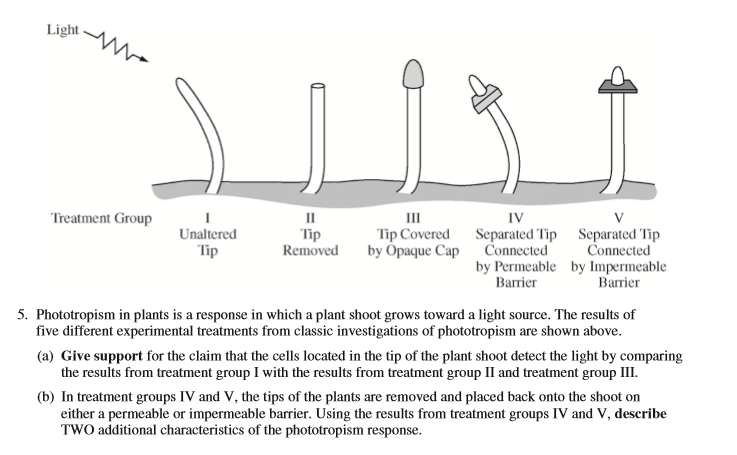 Light
Treatment Group I II III IV V
Unaltered Tip Tip Covered Separated Tip Separated Tip
Tip Removed by Opaque Cap Connected Connected
by Permeable by Impermeable
Barrier Barrier
5. Phototropism in plants is a response in which a plant shoot grows toward a light source. The results of
five different experimental treatments from classic investigations of phototropism are shown above.
(a) Give support for the claim that the cells located in the tip of the plant shoot detect the light by comparing
the results from treatment group I with the results from treatment group II and treatment group III.
(b) In treatment groups IV and V, the tips of the plants are removed and placed back onto the shoot on
either a permeable or impermeable barrier. Using the results from treatment groups IV and V, describe
TWO additional characteristics of the phototropism response.